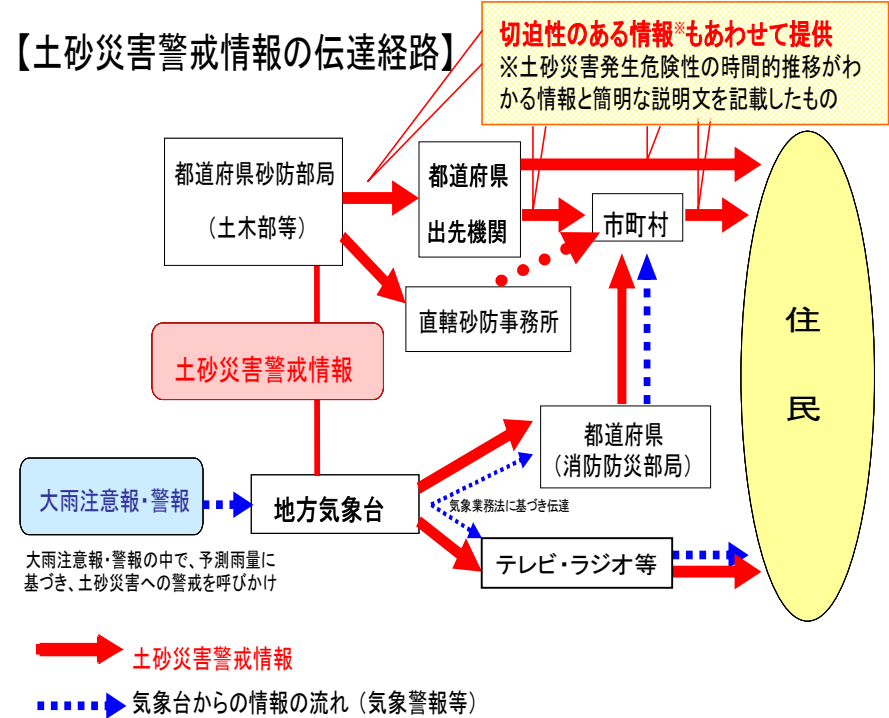 【土砂災害警戒情報の伝達経路】
切迫性のある情報※もあわせて提供
※土砂災害発生危険性の時間的推移がわ
かる情報と簡明な説明文を記載したもの
都道府県砂防部局
（土木部等）
都道府県
出先機関
市町村
直轄砂防事務所
住
民
土砂災害警戒情報
都道府県
（消防防災部局）
大雨注意報・警報
地方気象台
気象業務法に基づき伝達
テレビ・ラジオ等
大雨注意報・警報の中で、予測雨量に
基づき、土砂災害への警戒を呼びかけ
土砂災害警戒情報
気象台からの情報の流れ（気象警報等）